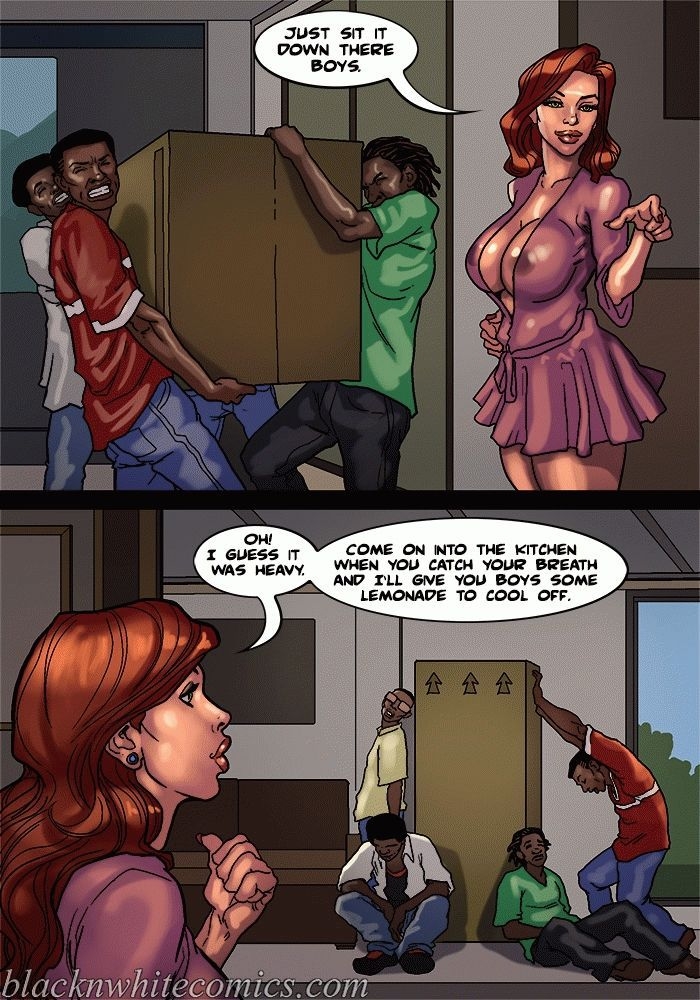 JUST SIT IT
DOWN THERE
BOYS.
OH!
I GUESS IT
WAS HEAVY.
COME ON INTO THE KITCHEN
WHEN YOU CATCH YOUR BREATH
AND I'LL GIVE YOU BOYS SOME
LEMONADE TO COOL OFF.
blacknwhitecomics.com